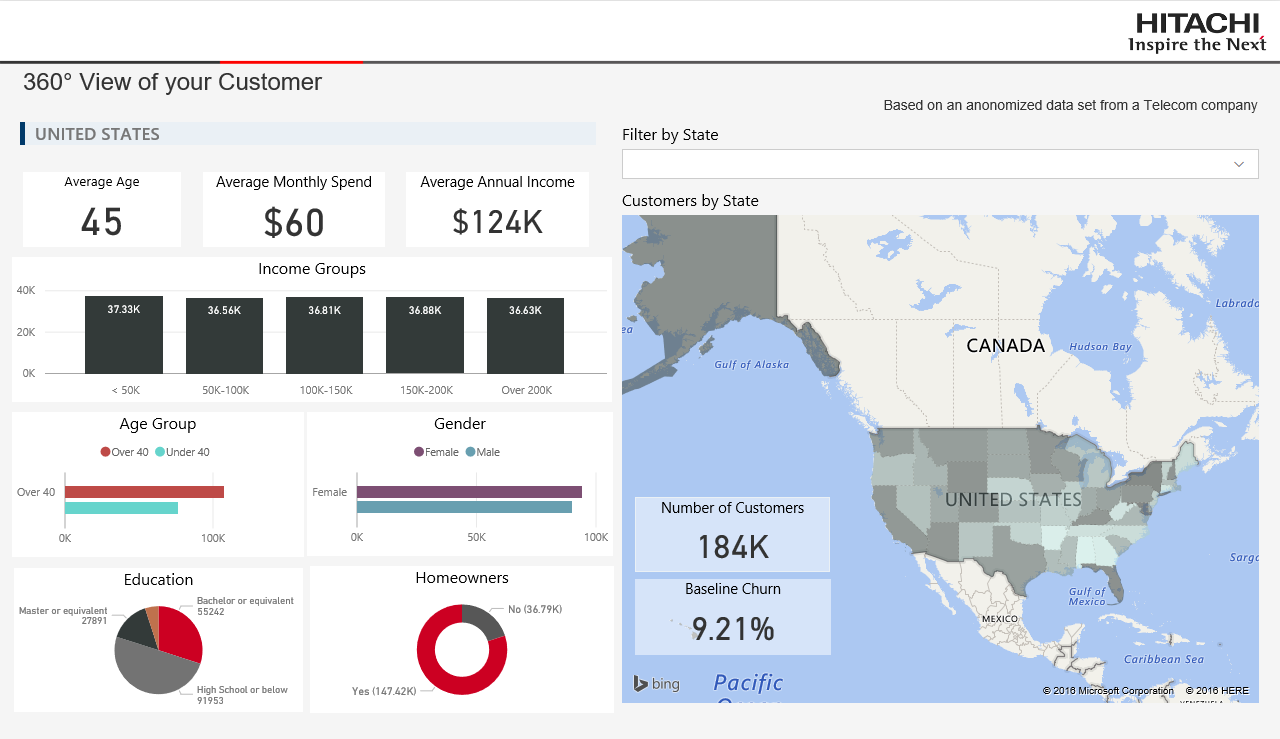 HITACHI
Inspire the Next
360° View of your Customer
Based on an anonomized data set from a Telecom company
UNITED STATES
Filter by State
Average Age
45
Average Monthly Spend
$60
Average Annual Income
$124K
Customers by State
Income Groups
40K
20K
0K
37.33K
36.56K
36.81K
36.88K
36.63K
< 50K
50K-100K
100K-150K
150K-200K
Over 200K
Age Group
Over 40
Under 40
Over 40
0K
100K
Gender
Female
Male
Female
0K
50K
100K
Education
Bachelor or equivalent
55242
Master or equivalent
27891
High School or below
91953
Homeowners
No (36.79K)
Yes (147.42K)
Labrado
ea
CANADA
Hudson Bay
Gulf of Alaska
UNITED STATES
Number of Customers
184K
Sargo
Baseline Churn
9.21%
Gulf of
Mexico
MEXICO
Caribbean Sea
bing
Pacific
© 2016 Microsoft Corporation
© 2016 HERE